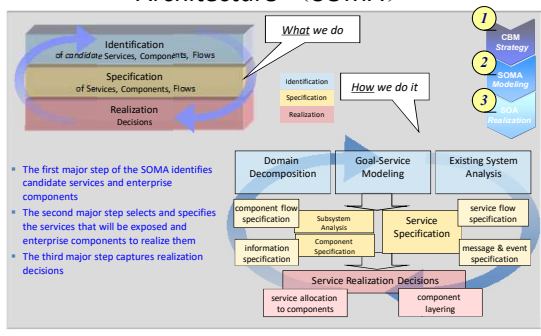 Architecture (SOMA)
Identification
of candidate Services, Components, Flows
Specification
of Services, Components, Flows
Realization
Decisions
What we do
1
CBM
Strategy
2
SOMA
Modeling
3
SOA
Realization
Identification
Specification
Realization
How we do it
The first major step of the SOMA identifies
candidate services and enterprise
components
The second major step selects and specifies
the services that will be exposed and
enterprise components to realize them
The third major step captures realization
decisions
Domain
Decomposition
Goal-Service
Modeling
Existing System
Analysis
component flow
specification
information
specification
Subsystem
Analysis
Component Specification
Service
Specification
service flow
specification
message & event
specification
Service Realization Decisions
service allocation
to components
component
layering